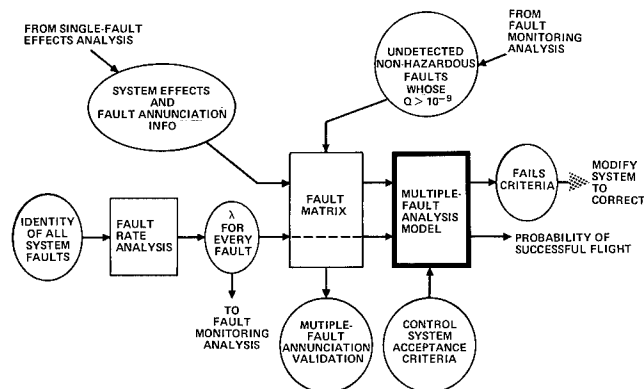 FROM SINGLE-FAULT
EFFECTS ANALYSIS
SYSTEM EFFECTS
AND
FAULT ANNUNCIATION
INFO
UNDETECTED
NON-HAZARDOUS
FAULTS
WHOSE
Q > 10⁻⁹
FROM
FAULT
MONITORING
ANALYSIS
IDENTITY
OF ALL
SYSTEM
FAULTS
FAULT
RATE
ANALYSIS
λ
FOR
EVERY
FAULT
FAULT
MATRIX
MULTIPLE-
FAULT
ANALYSIS
MODEL
FAILS
CRITERIA
MODIFY
SYSTEM
TO
CORRECT
PROBABILITY OF
SUCCESSFUL FLIGHT
TO
FAULT
MONITORING
ANALYSIS
MUTIPLE-
FAULT
ANNUNCIATION
VALIDATION
CONTROL
SYSTEM
ACCEPTANCE
CRITERIA